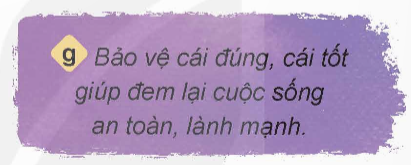 g Bảo vệ cái đúng, cái tốt
giúp đem lại cuộc sống
an toàn, lành mạnh.